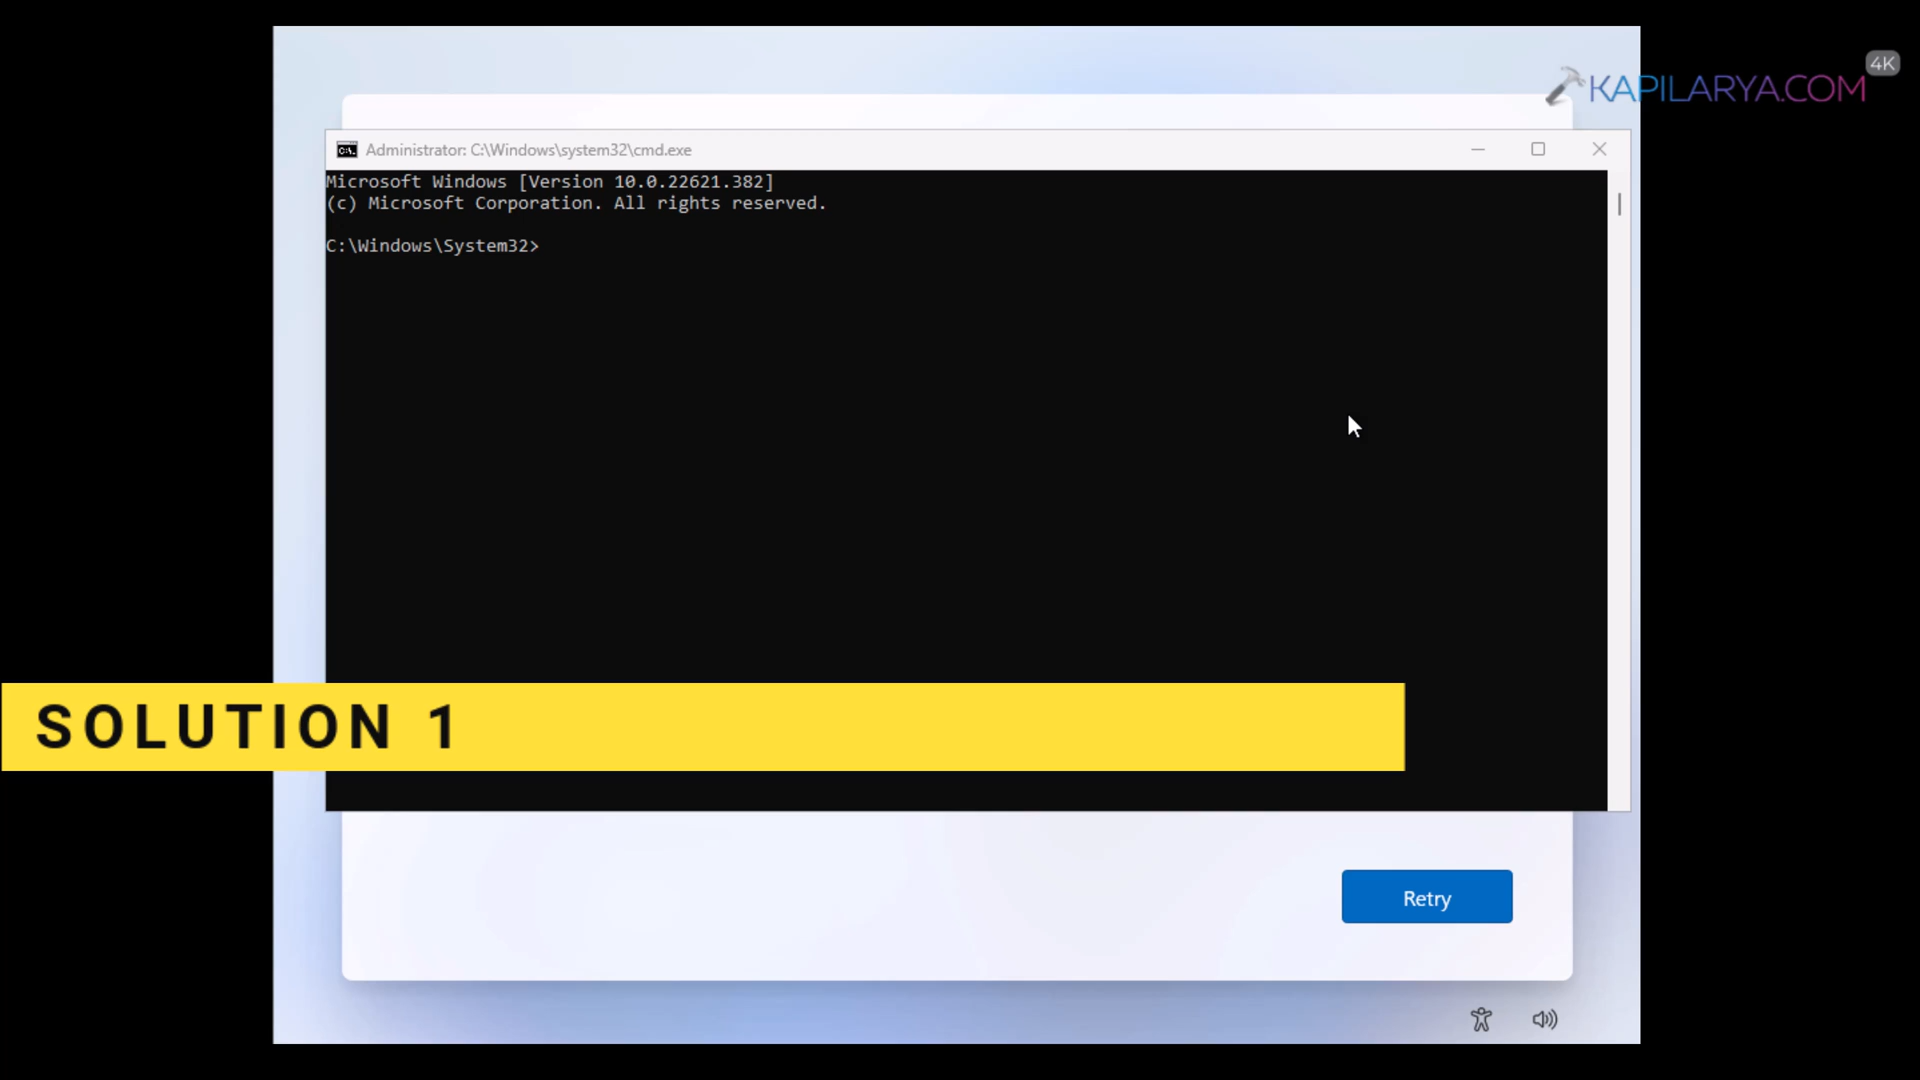 4K
KAPILARYA.COM
Administrator: C:\Windows\system32\cmd.exe
Microsoft Windows [Version 10.0.22621.382]
(c) Microsoft Corporation. All rights reserved.
C:\Windows\System32>
SOLUTION 1
Retry